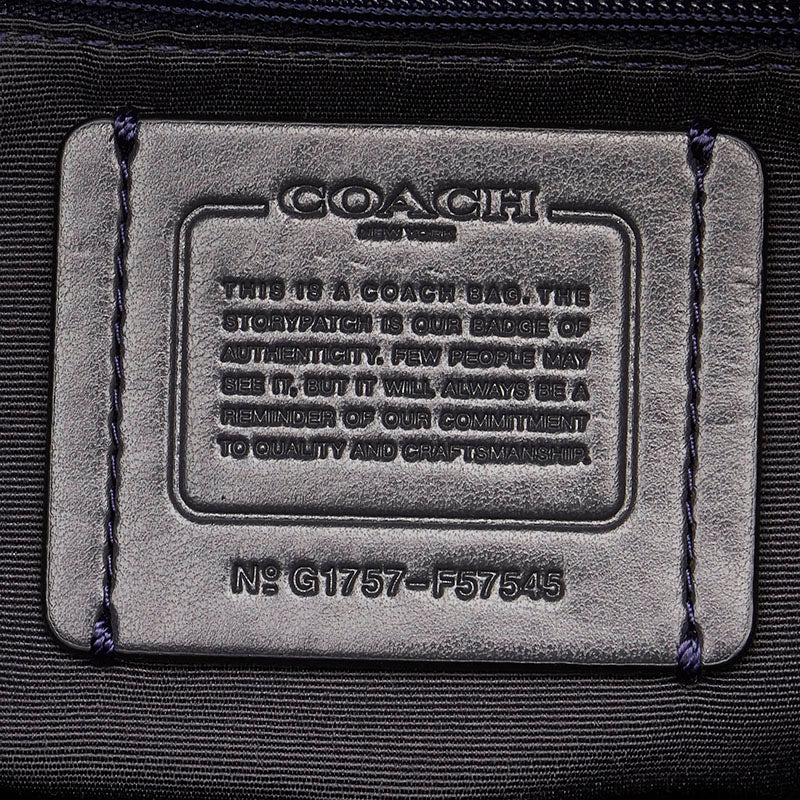 COACH
NEW YORK
THIS IS A COACH BAG. THE
STORYPATCH IS OUR BADGE OF
AUTHENTICITY. FEW PEOPLE MAY
SEE IT, BUT IT WILL ALWAYS BE A
REMINDER OF OUR COMMITMENT
TO QUALITY AND CRAFTSMANSHIP.
Nº G1757-F57545